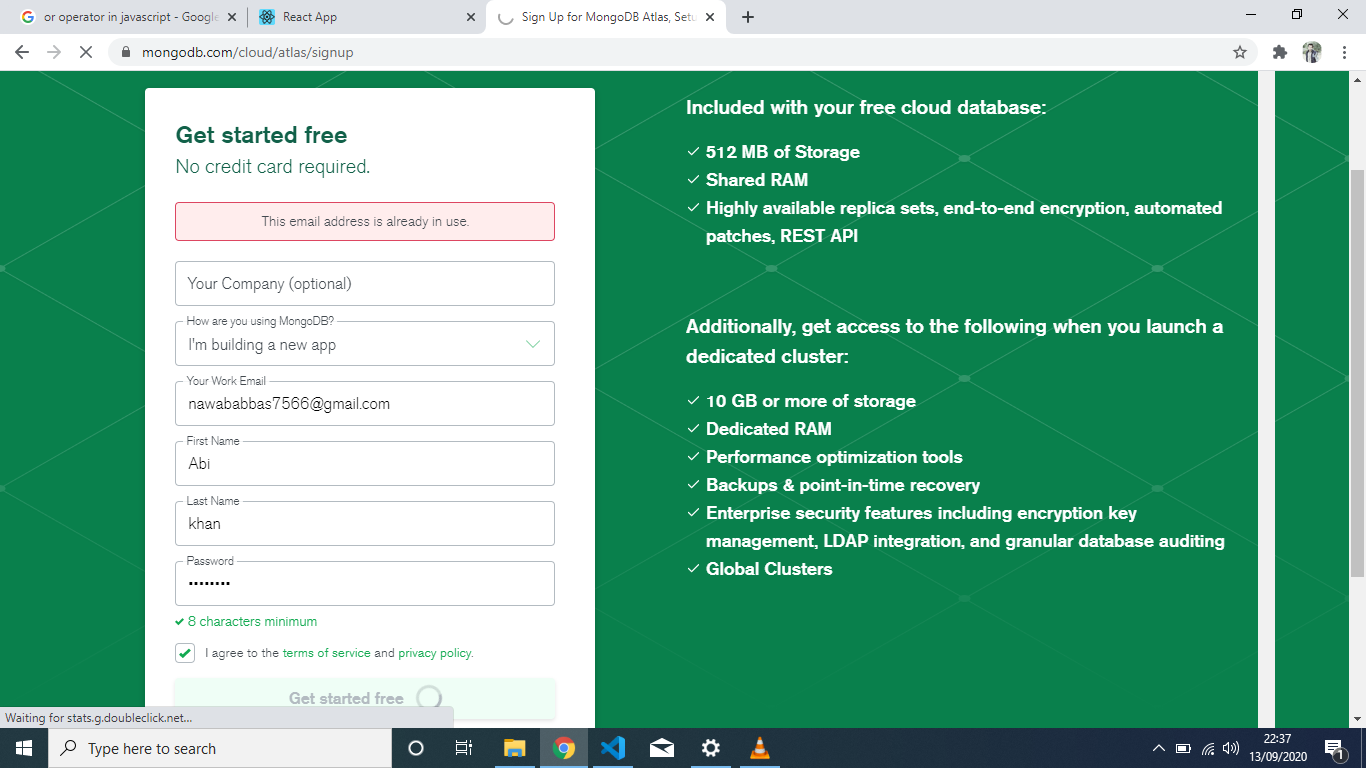 or operator in javascript - Google
React App
Sign Up for MongoDB Atlas, Setu
mongodb.com/cloud/atlas/signup
Get started free
No credit card required.
This email address is already in use.
Your Company (optional)
How are you using MongoDB?
I'm building a new app
Your Work Email
nawababbas7566@gmail.com
First Name
Abi
Last Name
khan
Password
8 characters minimum
I agree to the terms of service and privacy policy.
Get started free
Included with your free cloud database:
512 MB of Storage
Shared RAM
Highly available replica sets, end-to-end encryption, automated
patches, REST API
Additionally, get access to the following when you launch a
dedicated cluster:
10 GB or more of storage
Dedicated RAM
Performance optimization tools
Backups & point-in-time recovery
Enterprise security features including encryption key
management, LDAP integration, and granular database auditing
Global Clusters
Waiting for stats.g.doubleclick.net...
Type here to search
22:37
13/09/2020
1